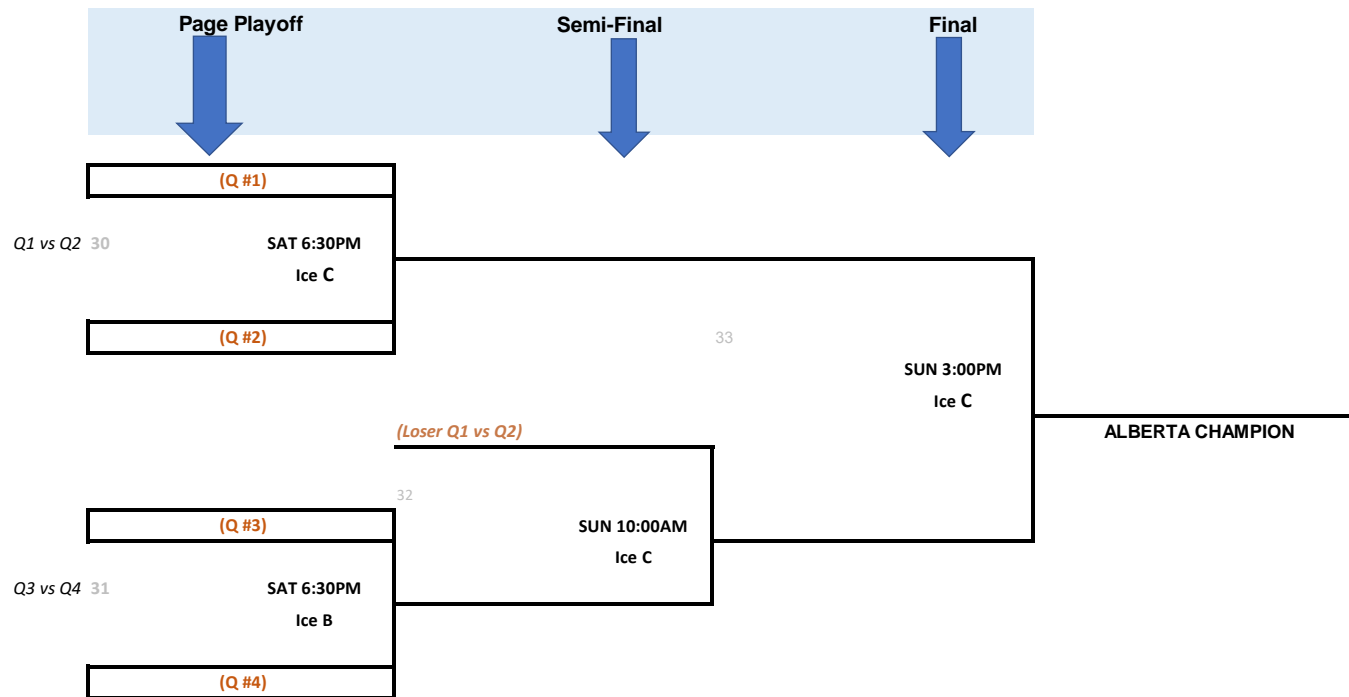 Page Playoff
Semi-Final
Final
(Q #1)
Q1 vs Q2 30
SAT 6:30PM
Ice C
(Q #2)
33
SUN 3:00PM
Ice C
(Loser Q1 vs Q2)
ALBERTA CHAMPION
32
(Q #3)
SUN 10:00AM
Ice C
Q3 vs Q4 31
SAT 6:30PM
Ice B
(Q #4)